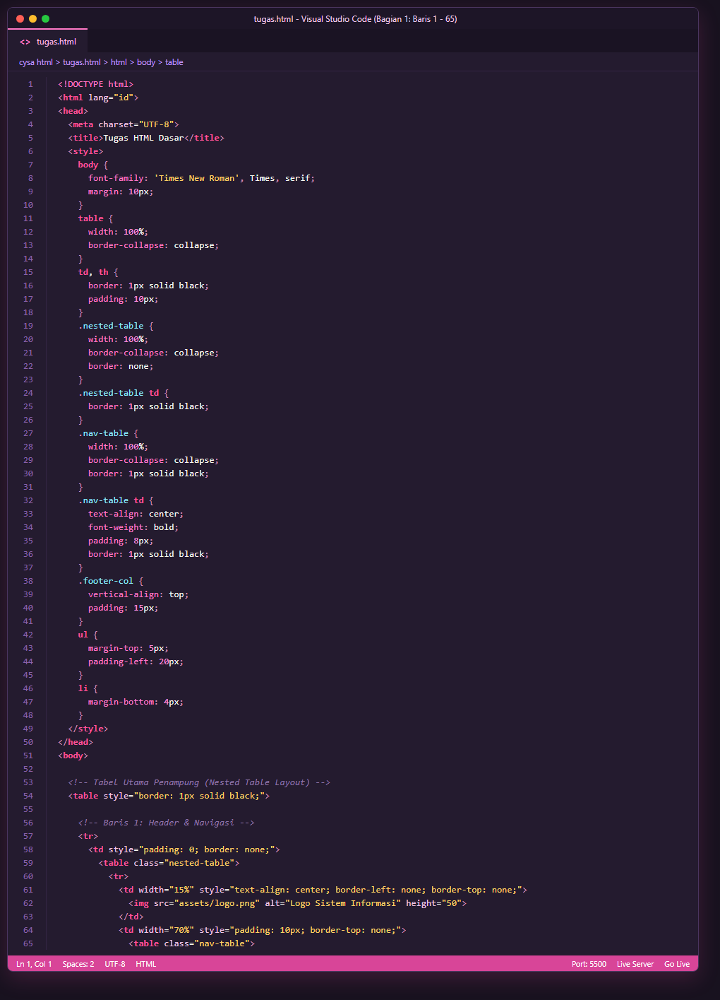 tugas.html - Visual Studio Code (Bagian 1: Baris 1 - 65)
<> tugas.html
cysa html > tugas.html > html > body > table
1 <!DOCTYPE html>
2 <html lang="id">
3 <head>
4   <meta charset="UTF-8">
5   <title>Tugas HTML Dasar</title>
6   <style>
7     body {
8       font-family: 'Times New Roman', Times, serif;
9       margin: 10px;
10     }
11     table {
12       width: 100%;
13       border-collapse: collapse;
14     }
15     td, th {
16       border: 1px solid black;
17       padding: 10px;
18     }
19     .nested-table {
20       width: 100%;
21       border-collapse: collapse;
22       border: none;
23     }
24     .nested-table td {
25       border: 1px solid black;
26     }
27     .nav-table {
28       width: 100%;
29       border-collapse: collapse;
30       border: 1px solid black;
31     }
32     .nav-table td {
33       text-align: center;
34       font-weight: bold;
35       padding: 8px;
36       border: 1px solid black;
37     }
38     .footer-col {
39       vertical-align: top;
40       padding: 15px;
41     }
42     ul {
43       margin-top: 5px;
44       padding-left: 20px;
45     }
46     li {
47       margin-bottom: 4px;
48     }
49   </style>
50 </head>
51 <body>
52
53   <!-- Tabel Utama Penampung (Nested Table Layout) -->
54   <table style="border: 1px solid black;">
55
56     <!-- Baris 1: Header & Navigasi -->
57     <tr>
58       <td style="padding: 0; border: none;">
59         <table class="nested-table">
60           <tr>
61             <td width="15%" style="text-align: center; border-left: none; border-top: none;">
62               <img src="assets/logo.png" alt="Logo Sistem Informasi" height="50">
63             </td>
64             <td width="70%" style="padding: 10px; border-top: none;">
65               <table class="nav-table">
Ln 1, Col 1 Spaces: 2 UTF-8 HTML Port: 5500 Live Server Go Live